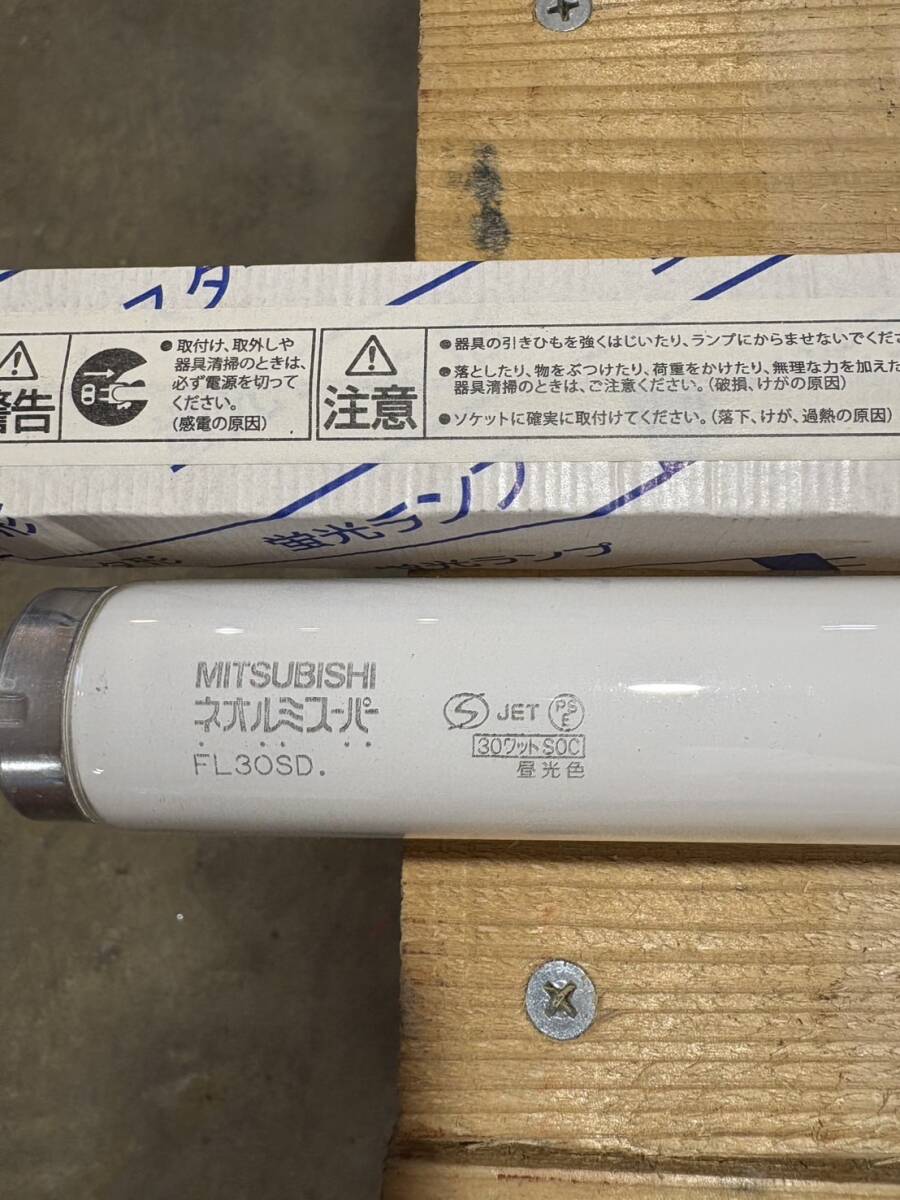 スタ
警告
●取付け、取外しや
器具清掃のときは、
必ず電源を切って
ください。
(感電の原因)
注意
●器具の引きひもを強くはじいたり、ランプにからませないでくださ
●落としたり、物をぶつけたり、荷重をかけたり、無理な力を加えた
器具清掃のときは、ご注意ください。(破損、けがの原因)
●ソケットに確実に取付けてください。(落下、けが、過熱の原因)
蛍光ランプ
蛍光ランプ
MITSUBISHI
ネオルミスーパー
FL30SD.
S JET PS E
30ワットSOC
昼光色